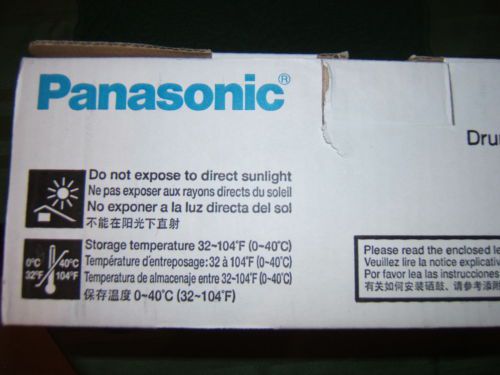 Panasonic®
Dru
Do not expose to direct sunlight
Ne pas exposer aux rayons directs du soleil
No exponer a la luz directa del sol
不能在阳光下直射
0°C 40°C
32°F 104°F
Storage temperature 32~104°F (0~40°C)
Température d'entreposage: 32 à 104°F (0~40°C)
Temperatura de almacenaje entre 32~104°F (0~40°C)
保存温度 0~40°C (32~104°F)
Please read the enclosed le
Veuillez lire la notice explicativ
Por favor lea las instrucciones
有关如何安装硒鼓、请参考添附